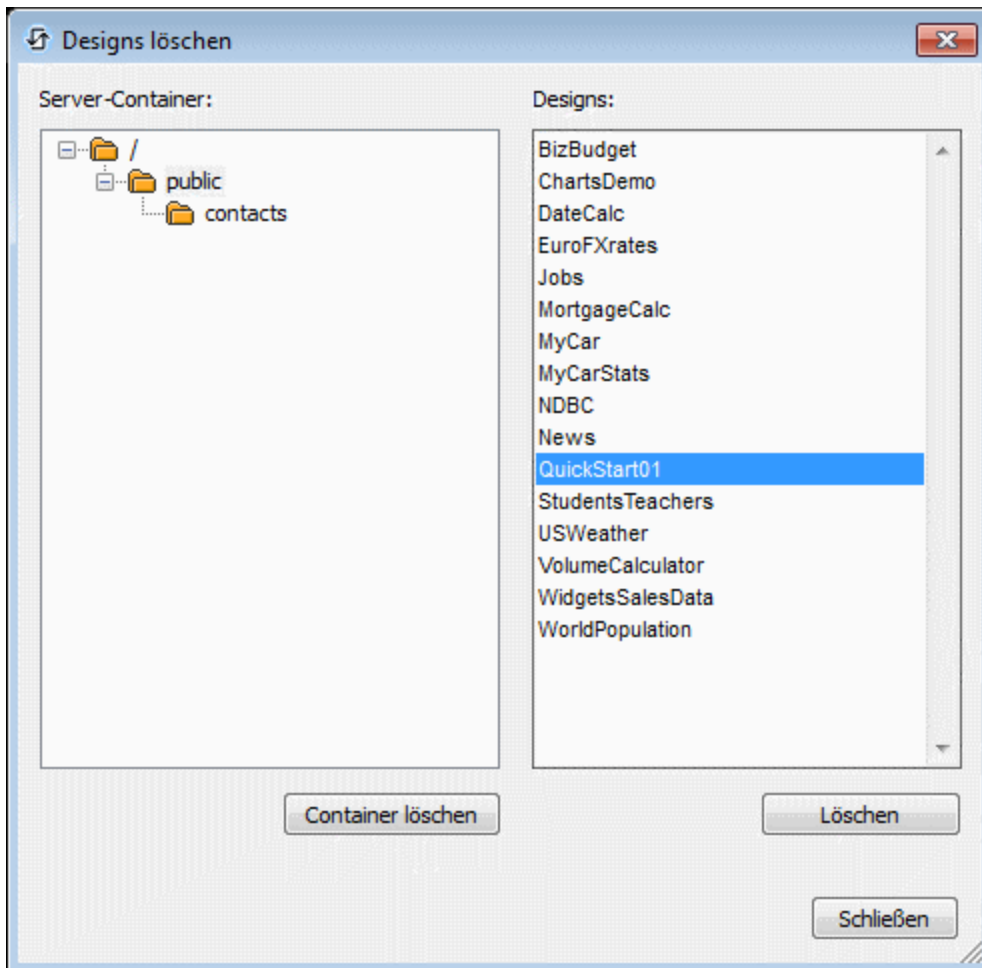 Designs löschen
Server-Container:
/
public
contacts
Designs:
BizBudget
ChartsDemo
DateCalc
EuroFXrates
Jobs
MortgageCalc
MyCar
MyCarStats
NDBC
News
QuickStart01
StudentsTeachers
USWeather
VolumeCalculator
WidgetsSalesData
WorldPopulation
Container löschen
Löschen
Schließen